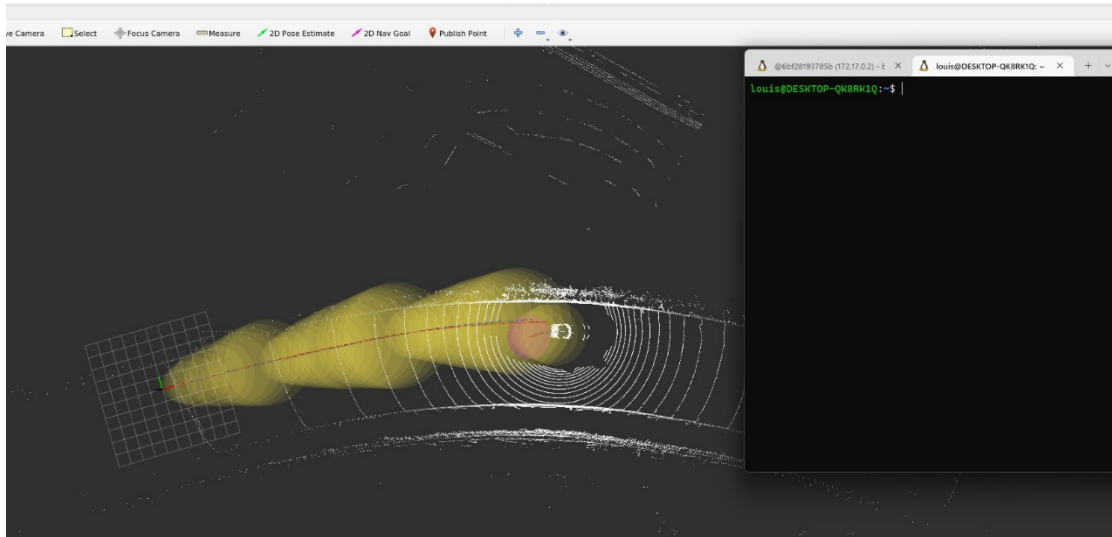 Camera Select Focus Camera Measure 2D Pose Estimate 2D Nav Goal Publish Point
@6bf28193785b (172.17.0.2) - louis@DESKTOP-QK8RK1Q: ~
louis@DESKTOP-QK8RK1Q:~$